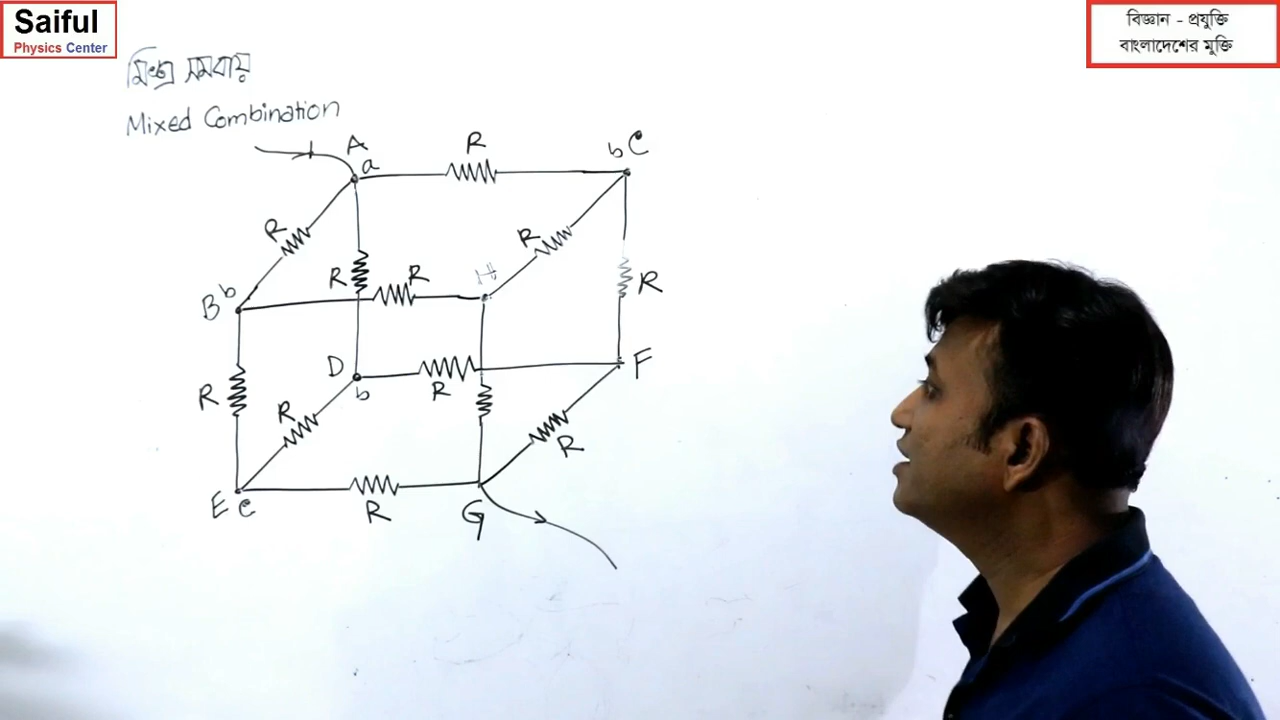 Saiful
Physics Center
বিজ্ঞান - প্রযুক্তি
বাংলাদেশের মুক্তি
মিশ্র সমবায়
Mixed Combination
A
a
R
b C
R
R
R
R
H
R
B b
D
b
R
F
R
R
R
E e
R
G